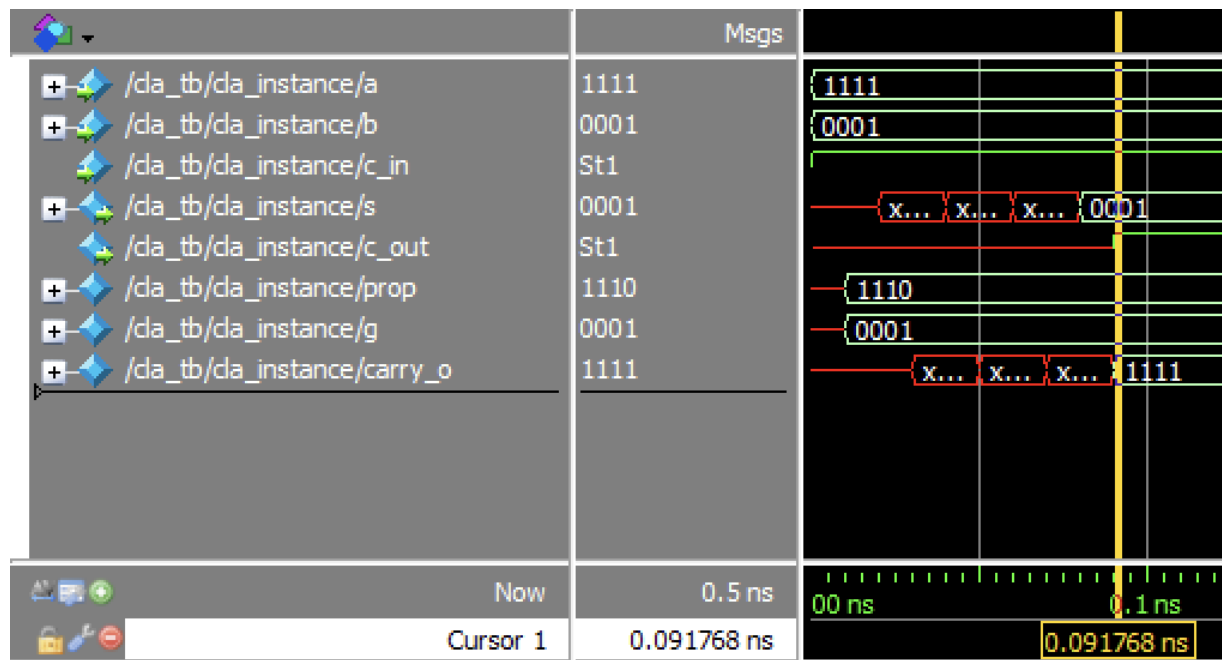 Msgs
/cla_tb/cla_instance/a 1111 1111
/cla_tb/cla_instance/b 0001 0001
/cla_tb/cla_instance/c_in St1
/cla_tb/cla_instance/s 0001 x... x... x... 0001
/cla_tb/cla_instance/c_out St1
/cla_tb/cla_instance/prop 1110 1110
/cla_tb/cla_instance/g 0001 0001
/cla_tb/cla_instance/carry_o 1111 x... x... x... 1111
Now 0.5 ns 00 ns 0.1 ns
Cursor 1 0.091768 ns 0.091768 ns